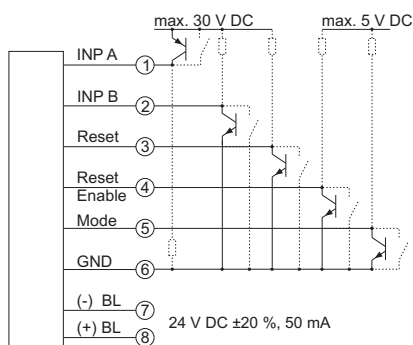 max. 30 V DC
max. 5 V DC
INP A 1
INP B 2
Reset 3
Reset
Enable 4
Mode 5
GND 6
(-) BL 7
(+) BL 8
24 V DC ±20 %, 50 mA